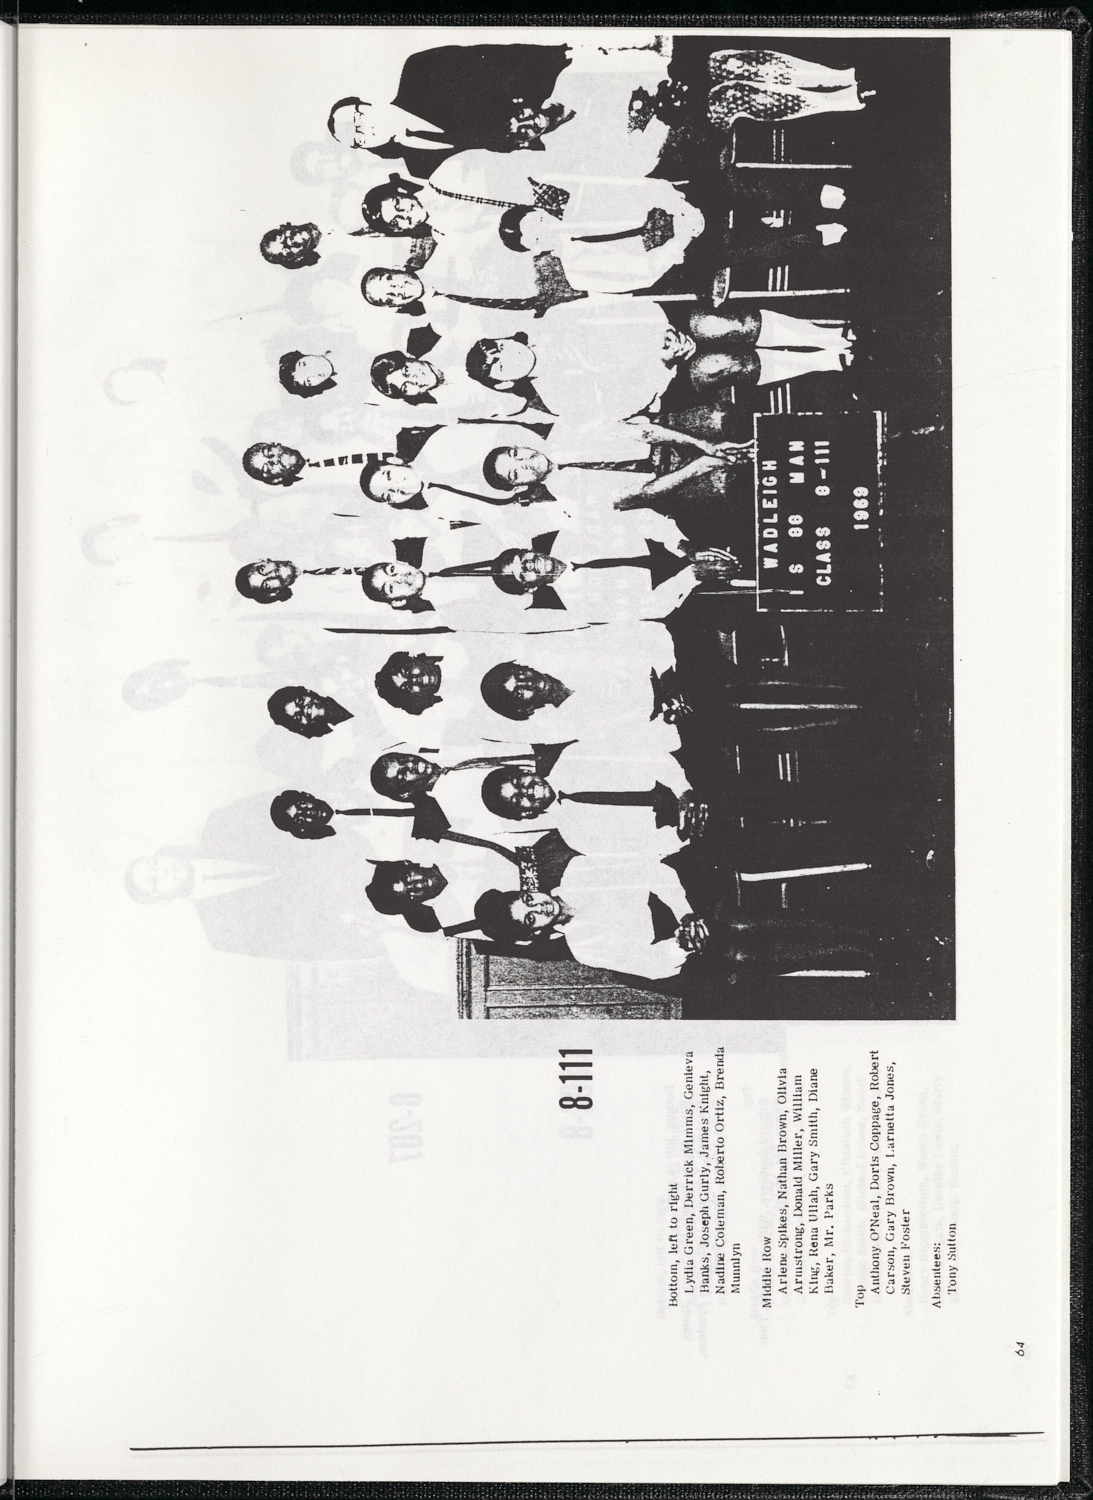 WADLEIGH
I S 88 MAN
CLASS 8-111
1969
8-111
Bottom, left to right
Lydia Green, Derrick Mimms, Genieva
Banks, Joseph Gurly, James Knight,
Nadine Coleman, Roberto Ortiz, Brenda
Munnlyn
Middle Row
Arlene Spikes, Nathan Brown, Olivia
Armstrong, Donald Miller, William
King, Rena Ullah, Gary Smith, Diane
Baker, Mr. Parks
Top
Anthony O'Neal, Doris Coppage, Robert
Carson, Gary Brown, Larnetta Jones,
Steven Foster
Absentees:
Tony Sutton
64